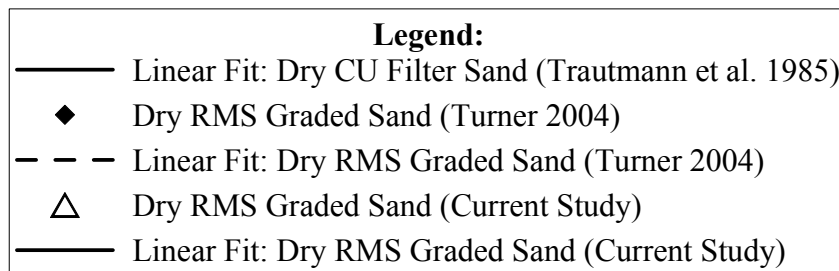 Legend:
Linear Fit: Dry CU Filter Sand (Trautmann et al. 1985)
Dry RMS Graded Sand (Turner 2004)
Linear Fit: Dry RMS Graded Sand (Turner 2004)
Dry RMS Graded Sand (Current Study)
Linear Fit: Dry RMS Graded Sand (Current Study)